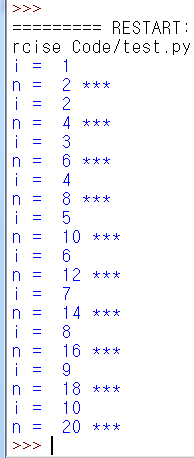 >>>
========= RESTART:
rcise Code/test.py
i =  1
n =  2 ***
i =  2
n =  4 ***
i =  3
n =  6 ***
i =  4
n =  8 ***
i =  5
n =  10 ***
i =  6
n =  12 ***
i =  7
n =  14 ***
i =  8
n =  16 ***
i =  9
n =  18 ***
i =  10
n =  20 ***
>>>